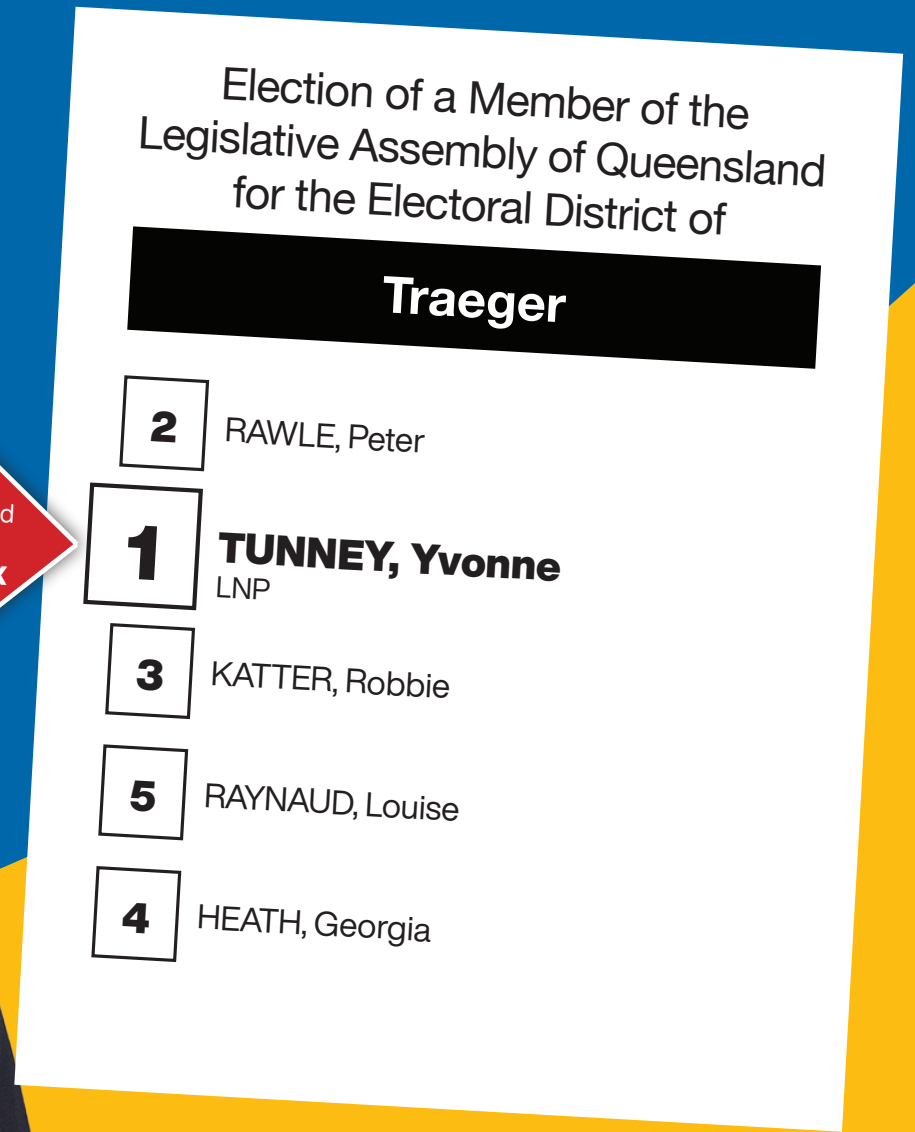 Election of a Member of the
Legislative Assembly of Queensland
for the Electoral District of
Traeger
2 RAWLE, Peter
1 TUNNEY, Yvonne
LNP
3 KATTER, Robbie
5 RAYNAUD, Louise
4 HEATH, Georgia